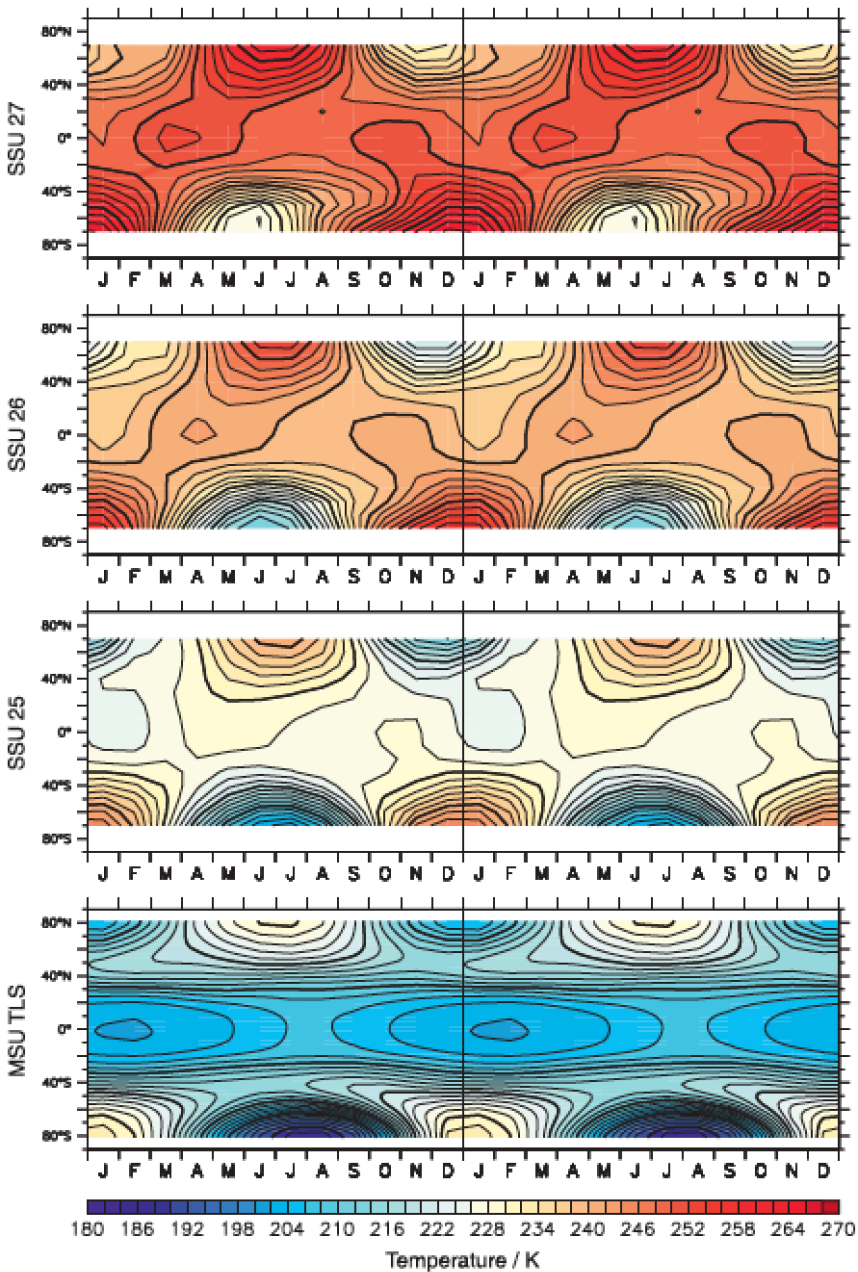 SSU 27
80°N
40°N
0°
40°S
80°S
J F M A M J J A S O N D J F M A M J J A S O N D
SSU 26
80°N
40°N
0°
40°S
80°S
J F M A M J J A S O N D J F M A M J J A S O N D
SSU 25
80°N
40°N
0°
40°S
80°S
J F M A M J J A S O N D J F M A M J J A S O N D
MSU TLS
80°N
40°N
0°
40°S
80°S
J F M A M J J A S O N D J F M A M J J A S O N D
180 186 192 198 204 210 216 222 228 234 240 246 252 258 264 270
Temperature / K